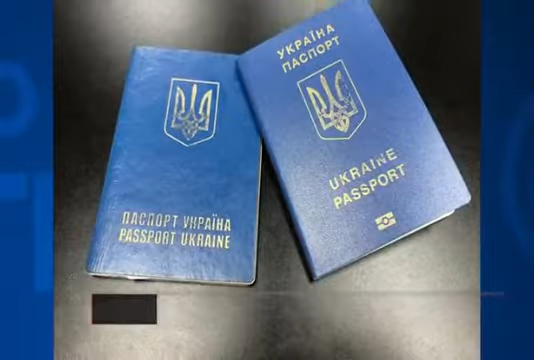 ПАСПОРТ УКРАЇНА
PASSPORT UKRAINE
УКРАЇНА
ПАСПОРТ
UKRAINE
PASSPORT